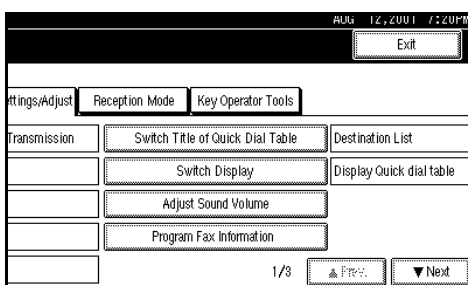 AUG 12,2001 7:20PM
Exit
ttings/Adjust Reception Mode Key Operator Tools
Transmission Switch Title of Quick Dial Table Destination List
Switch Display Display Quick dial table
Adjust Sound Volume
Program Fax Information
1/3 ▲ Prev. ▼ Next